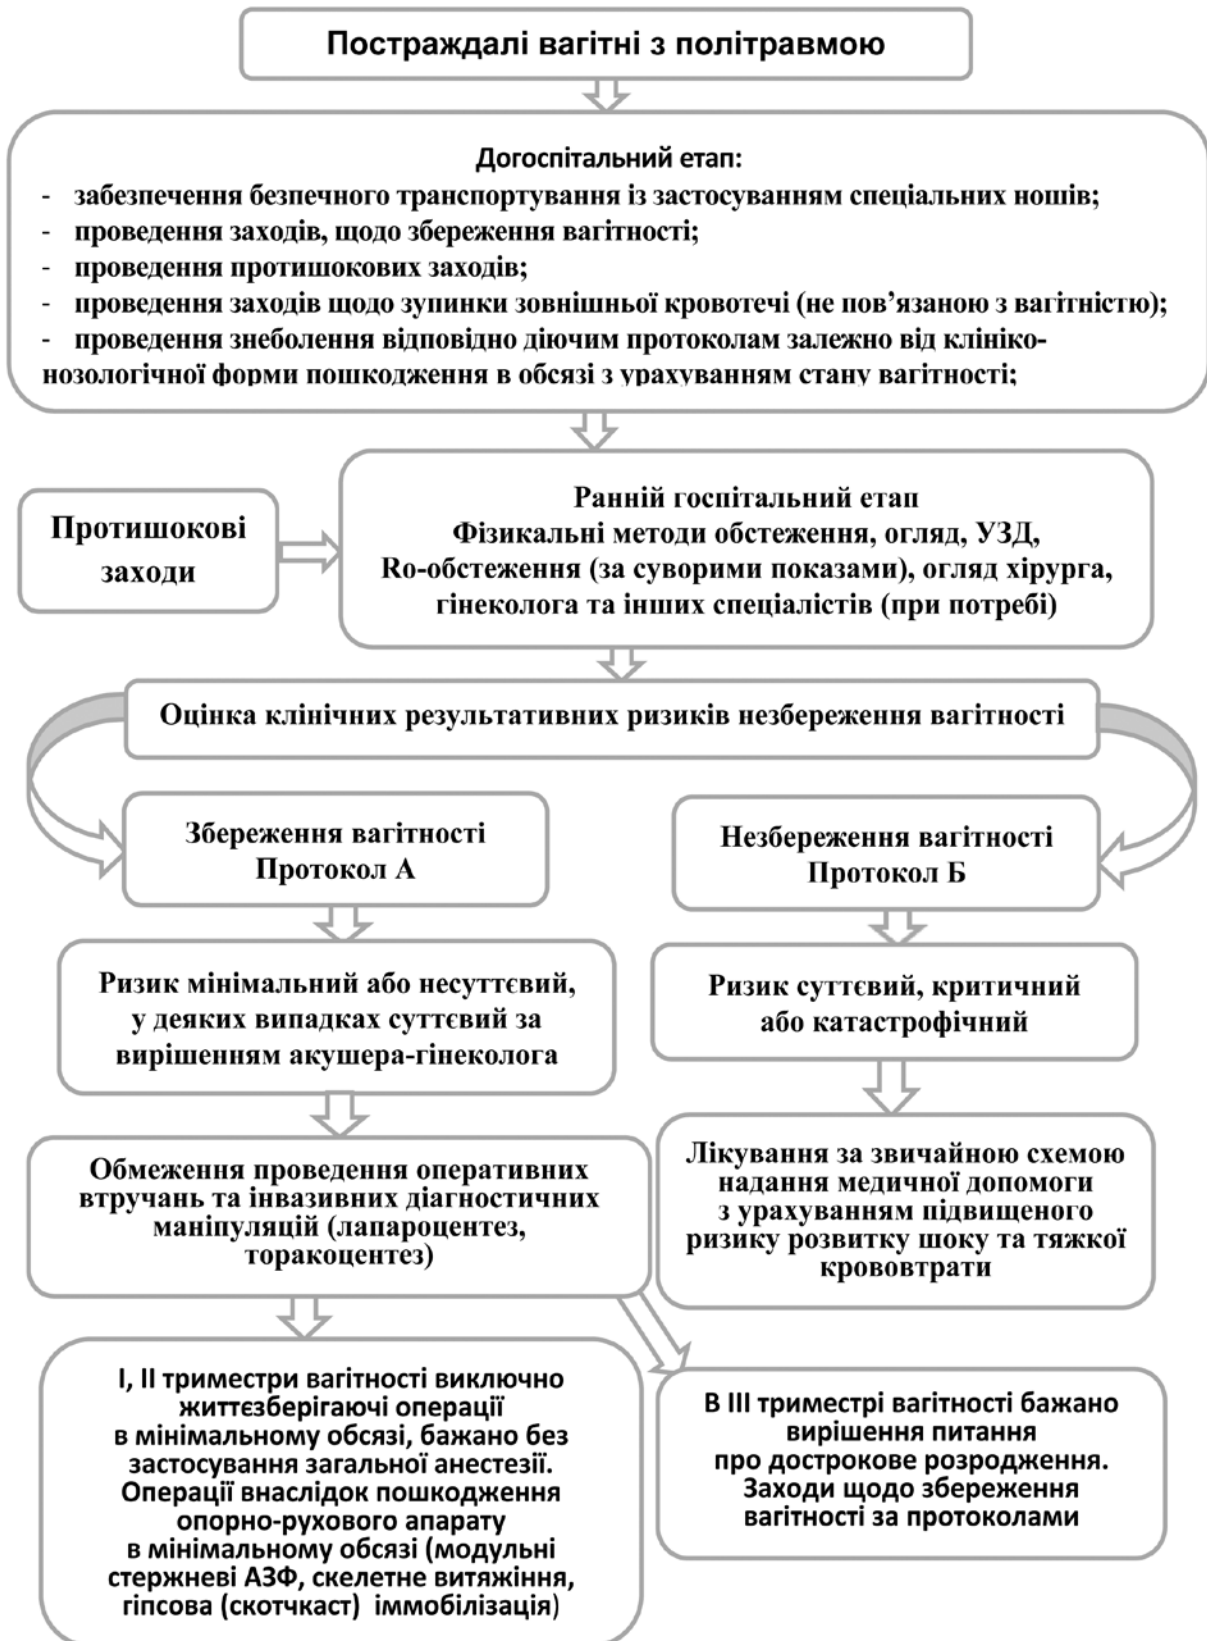 Постраждалі вагітні з політравмою
Догоспітальний етап:
- забезпечення безпечного транспортування із застосуванням спеціальних ношів;
- проведення заходів, щодо збереження вагітності;
- проведення протишокових заходів;
- проведення заходів щодо зупинки зовнішньої кровотечі (не пов’язаною з вагітністю);
- проведення знеболення відповідно діючим протоколам залежно від клініко-
нозологічної форми пошкодження в обсязі з урахуванням стану вагітності;
Протишокові
заходи
Ранній госпітальний етап
Фізикальні методи обстеження, огляд, УЗД,
Ro-обстеження (за суворими показами), огляд хірурга,
гінеколога та інших спеціалістів (при потребі)
Оцінка клінічних результативних ризиків незбереження вагітності
Збереження вагітності
Протокол А
Незбереження вагітності
Протокол Б
Ризик мінімальний або несуттєвий,
у деяких випадках суттєвий за
вирішенням акушера-гінеколога
Ризик суттєвий, критичний
або катастрофічний
Обмеження проведення оперативних
втручань та інвазивних діагностичних
маніпуляцій (лапароцентез,
торакоцентез)
Лікування за звичайною схемою
надання медичної допомоги
з урахуванням підвищеного
ризику розвитку шоку та тяжкої
крововтрати
І, ІІ триместри вагітності виключно
життєзберігаючі операції
в мінімальному обсязі, бажано без
застосування загальної анестезії.
Операції внаслідок пошкодження
опорно-рухового апарату
в мінімальному обсязі (модульні
стержневі АЗФ, скелетне витяжіння,
гіпсова (скотчкаст) іммобілізація)
В ІІІ триместрі вагітності бажано
вирішення питання
про дострокове розродження.
Заходи щодо збереження
вагітності за протоколами